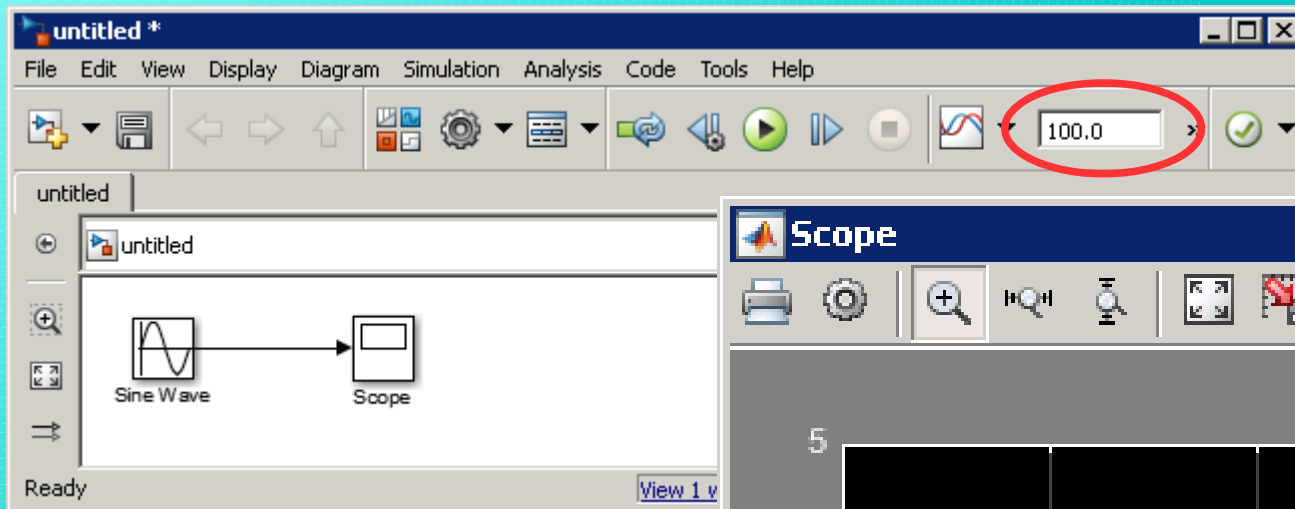 untitled *
File Edit View Display Diagram Simulation Analysis Code Tools Help
100.0
untitled
untitled
Sine Wave
Scope
Ready
View 1
Scope
5